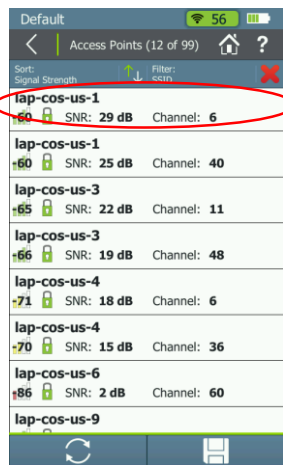 Default 56
Access Points (12 of 99) ?
Sort: Filter:
Signal Strength SSID
lap-cos-us-1
-60 SNR: 29 dB Channel: 6
lap-cos-us-1
-60 SNR: 25 dB Channel: 40
lap-cos-us-3
-65 SNR: 22 dB Channel: 11
lap-cos-us-3
-66 SNR: 19 dB Channel: 48
lap-cos-us-4
-71 SNR: 18 dB Channel: 6
lap-cos-us-4
-70 SNR: 15 dB Channel: 36
lap-cos-us-6
-86 SNR: 2 dB Channel: 60
lap-cos-us-9